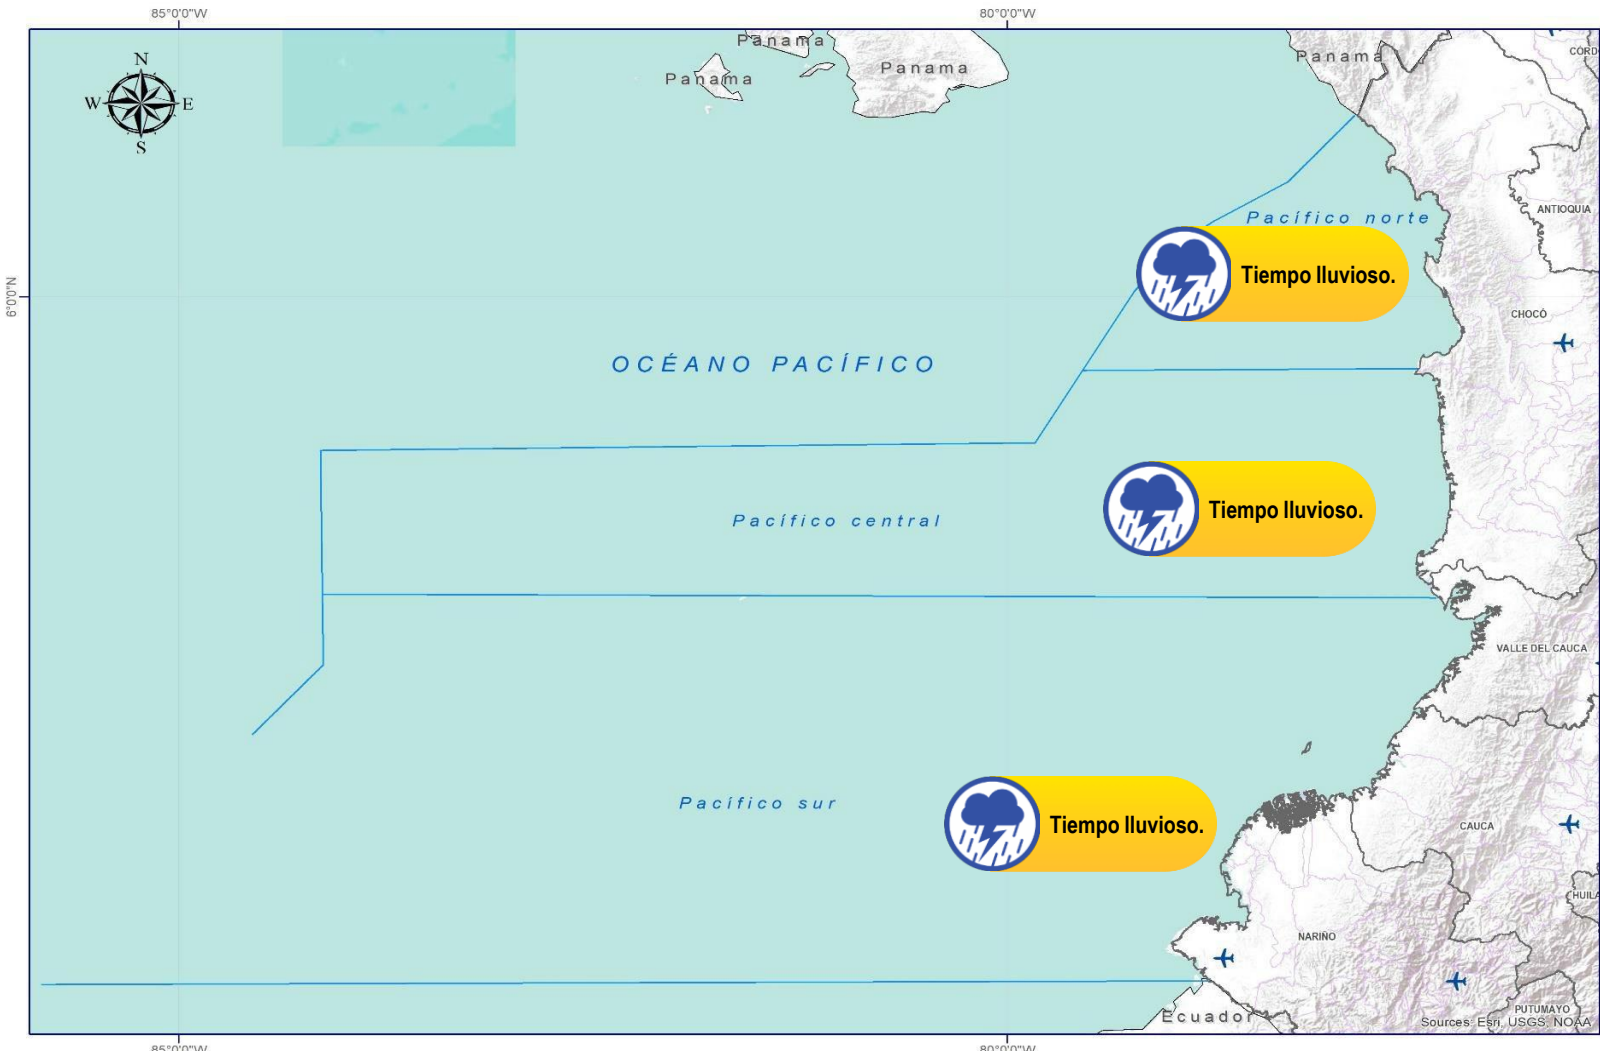 85°0'0"W
80°0'0"W
N
W
E
S
Panama
Panama
Panama
Panama
CÓRD
Pacífico norte
ANTIOQUIA
Tiempo lluvioso.
6°0'0"N
CHOCÓ
OCÉANO PACÍFICO
Tiempo lluvioso.
Pacífico central
VALLE DEL CAUCA
Pacífico sur
Tiempo lluvioso.
CAUCA
HUILA
NARIÑO
PUTUMAYO
Ecuador
Sources: Esri, USGS, NOAA
85°0'0"W
80°0'0"W